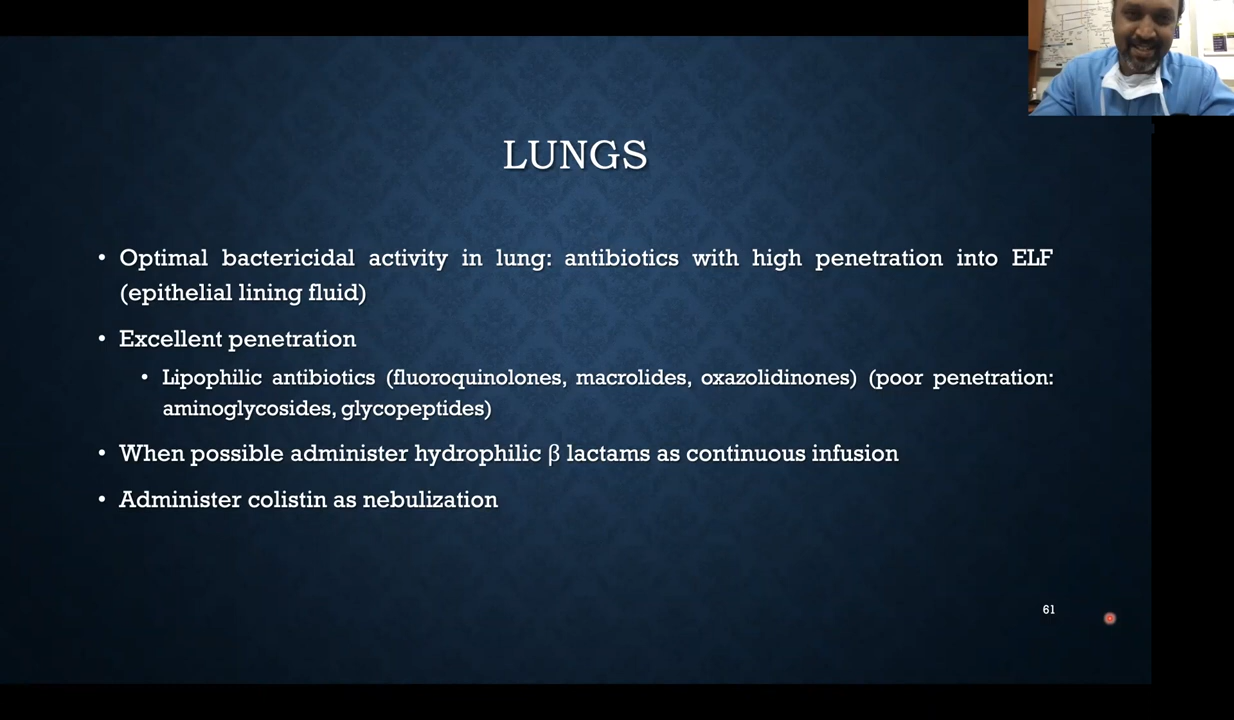 LUNGS
• Optimal bactericidal activity in lung: antibiotics with high penetration into ELF
(epithelial lining fluid)
• Excellent penetration
• Lipophilic antibiotics (fluoroquinolones, macrolides, oxazolidinones) (poor penetration:
aminoglycosides, glycopeptides)
• When possible administer hydrophilic β lactams as continuous infusion
• Administer colistin as nebulization
61